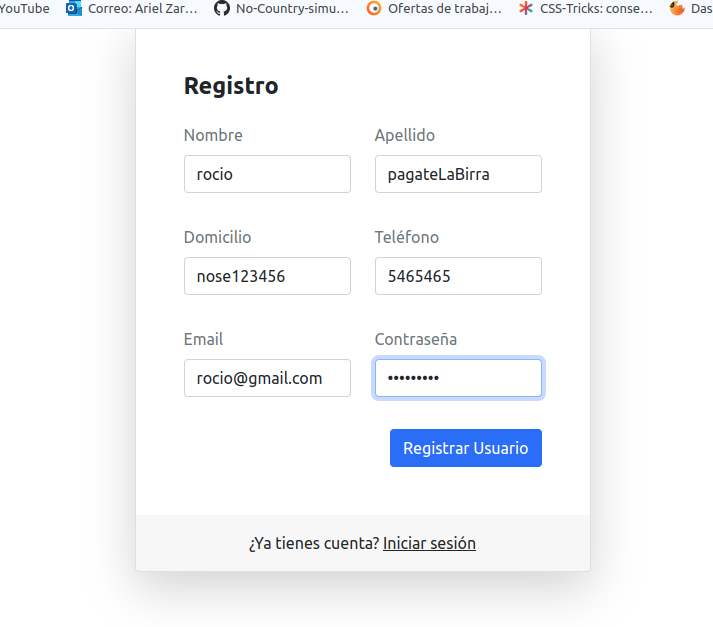 YouTube Correo: Ariel Zar... No-Country-simu... Ofertas de trabaj... CSS-Tricks: conse... Das
Registro
Nombre Apellido
rocio pagateLaBirra
Domicilio Teléfono
nose123456 5465465
Email Contraseña
rocio@gmail.com •••••••••
Registrar Usuario
¿Ya tienes cuenta? Iniciar sesión